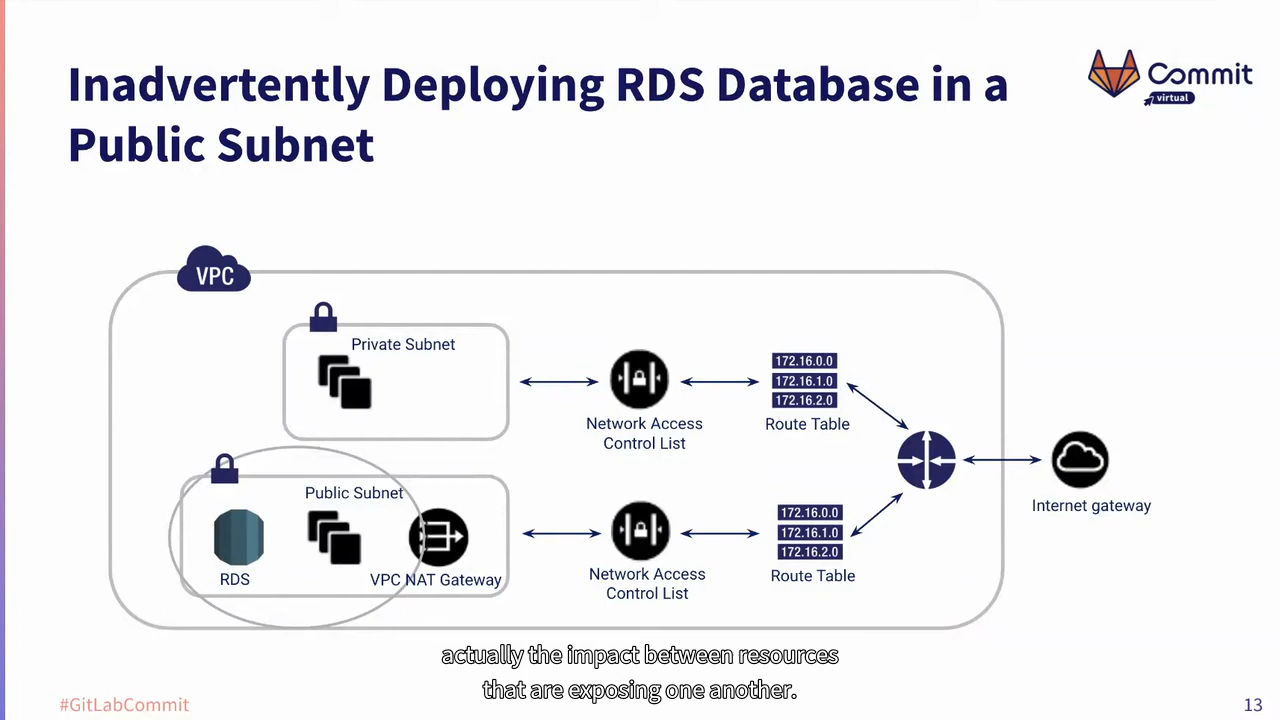 Inadvertently Deploying RDS Database in a
Public Subnet
Commit
virtual
VPC
Private Subnet
Network Access
Control List
172.16.0.0
172.16.1.0
172.16.2.0
Route Table
Internet gateway
Public Subnet
RDS
VPC NAT Gateway
Network Access
Control List
172.16.0.0
172.16.1.0
172.16.2.0
Route Table
actually the impact between resources
that are exposing one another.
#GitLabCommit
13